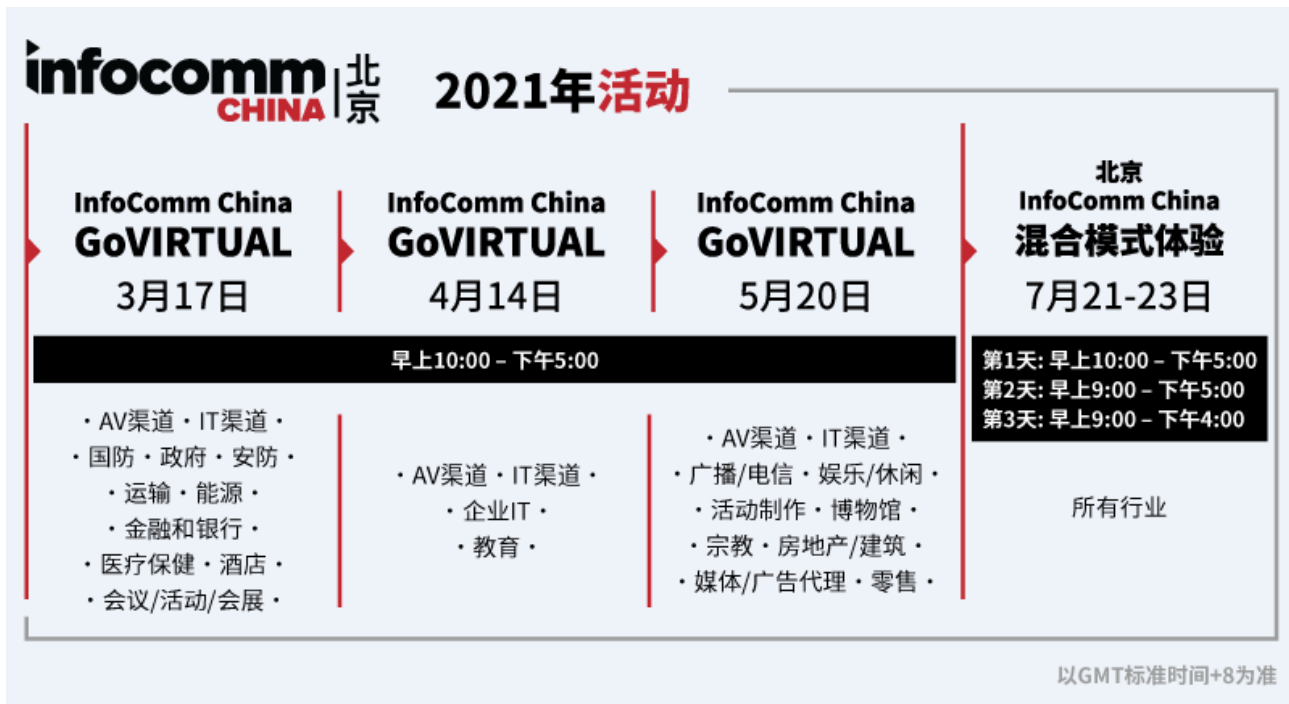 infocomm
CHINA
北京
2021年活动
InfoComm China
GoVIRTUAL
3月17日
InfoComm China
GoVIRTUAL
4月14日
InfoComm China
GoVIRTUAL
5月20日
早上10:00 – 下午5:00
· AV渠道 · IT渠道 ·
· 国防 · 政府 · 安防 ·
· 运输 · 能源 ·
· 金融和银行 ·
· 医疗保健 · 酒店 ·
· 会议/活动/会展 ·
· AV渠道 · IT渠道 ·
· 企业IT ·
· 教育 ·
· AV渠道 · IT渠道 ·
· 广播/电信 · 娱乐/休闲 ·
· 活动制作 · 博物馆 ·
· 宗教 · 房地产/建筑 ·
· 媒体/广告代理 · 零售 ·
北京
InfoComm China
混合模式体验
7月21-23日
第1天: 早上10:00 – 下午5:00
第2天: 早上9:00 – 下午5:00
第3天: 早上9:00 – 下午4:00
所有行业
以GMT标准时间+8为准